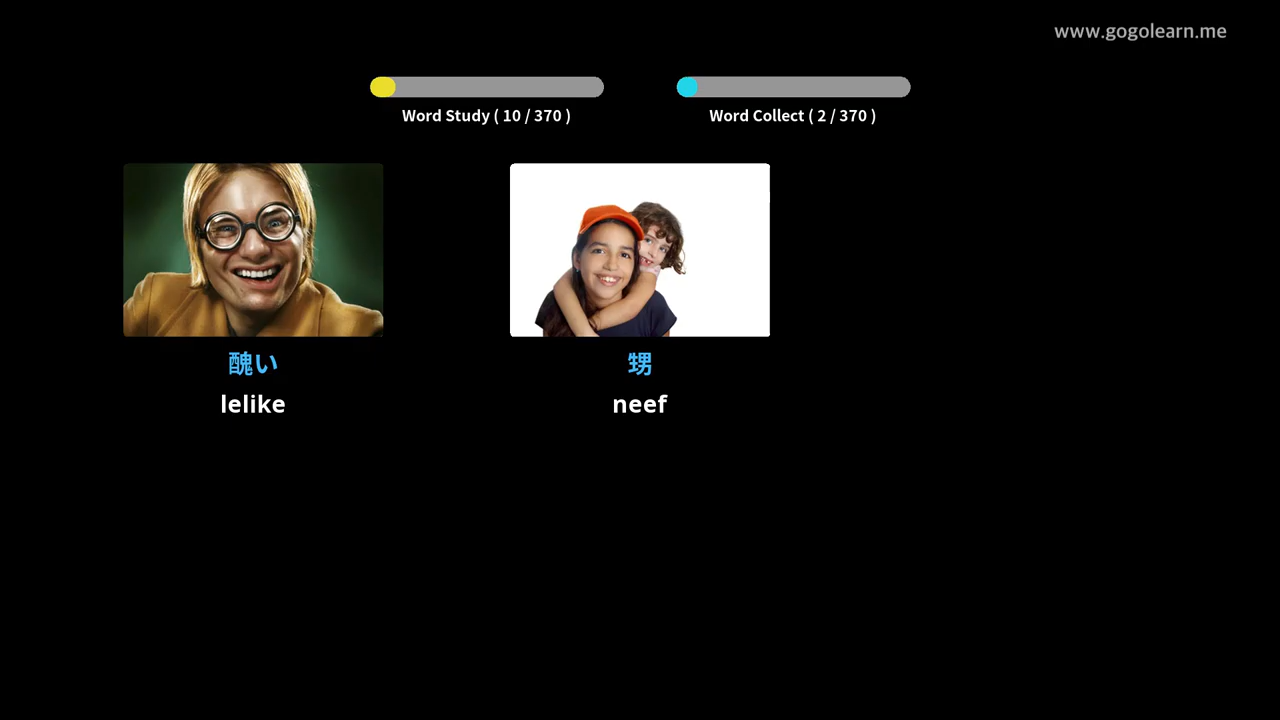 www.gogolearn.me
Word Study ( 10 / 370 )
Word Collect ( 2 / 370 )
醜い
lelike
甥
neef